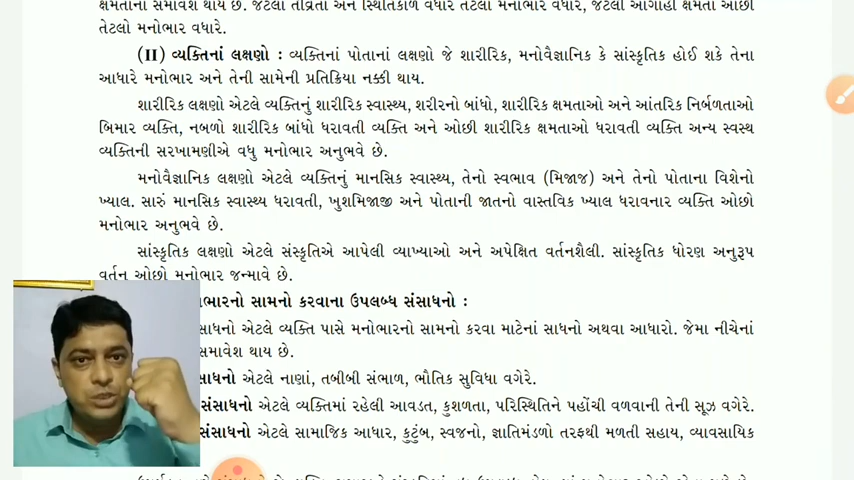 ક્ષમતાનો સમાવેશ થાય છે. જેટલી તીવ્રતા અને સ્થિતિકાળ વધારે તેટલો મનોભાર વધારે, જેટલી આગાહી ક્ષમતા ઓછી
તેટલો મનોભાર વધારે.
(II) વ્યક્તિનાં લક્ષણો : વ્યક્તિનાં પોતાનાં લક્ષણો જે શારીરિક, મનોવૈજ્ઞાનિક કે સાંસ્કૃતિક હોઈ શકે તેના
આધારે મનોભાર અને તેની સામેની પ્રતિક્રિયા નક્કી થાય.
શારીરિક લક્ષણો એટલે વ્યક્તિનું શારીરિક સ્વાસ્થ્ય, શરીરનો બાંધો, શારીરિક ક્ષમતાઓ અને આંતરિક નિર્બળતાઓ
બિમાર વ્યક્તિ, નબળો શારીરિક બાંધો ધરાવતી વ્યક્તિ અને ઓછી શારીરિક ક્ષમતાઓ ધરાવતી વ્યક્તિ અન્ય સ્વસ્થ
વ્યક્તિની સરખામણીએ વધુ મનોભાર અનુભવે છે.
મનોવૈજ્ઞાનિક લક્ષણો એટલે વ્યક્તિનું માનસિક સ્વાસ્થ્ય, તેનો સ્વભાવ (મિજાજ) અને તેનો પોતાના વિશેનો
ખ્યાલ. સારું માનસિક સ્વાસ્થ્ય ધરાવતી, ખુશમિજાજી અને પોતાની જાતનો વાસ્તવિક ખ્યાલ ધરાવનાર વ્યક્તિ ઓછો
મનોભાર અનુભવે છે.
સાંસ્કૃતિક લક્ષણો એટલે સંસ્કૃતિએ આપેલી વ્યાખ્યાઓ અને અપેક્ષિત વર્તનશૈલી. સાંસ્કૃતિક ધોરણ અનુરૂપ
વર્તન ઓછો મનોભાર જન્માવે છે.
ભારનો સામનો કરવાના ઉપલબ્ધ સંસાધનો :
સાધનો એટલે વ્યક્તિ પાસે મનોભારનો સામનો કરવા માટેનાં સાધનો અથવા આધારો. જેમા નીચેનાં
સમાવેશ થાય છે.
સાધનો એટલે નાણાં, તબીબી સંભાળ, ભૌતિક સુવિધા વગેરે.
સંસાધનો એટલે વ્યક્તિમાં રહેલી આવડત, કુશળતા, પરિસ્થિતિને પહોંચી વળવાની તેની સૂઝ વગેરે.
સંસાધનો એટલે સામાજિક આધાર, કુટુંબ, સ્વજનો, જ્ઞાતિમંડળો તરફથી મળતી સહાય, વ્યાવસાયિક